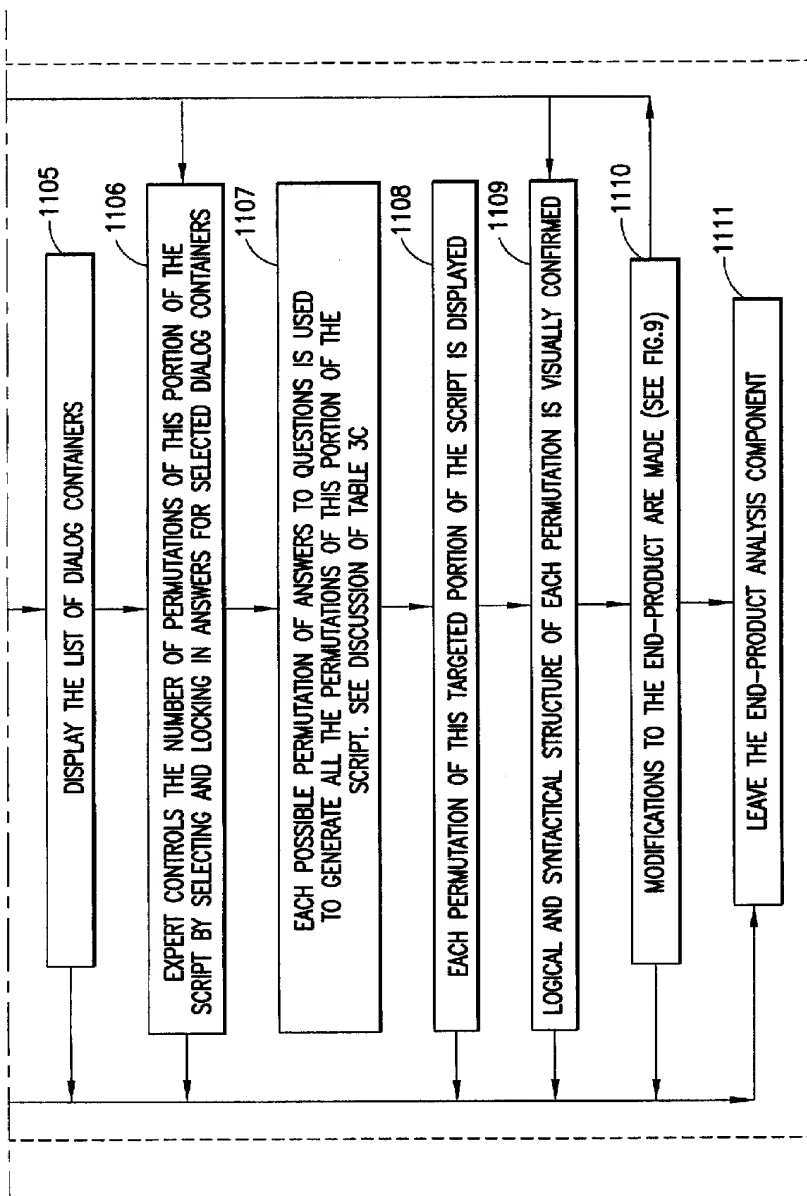 1105
DISPLAY THE LIST OF DIALOG CONTAINERS
1106
EXPERT CONTROLS THE NUMBER OF PERMUTATIONS OF THIS PORTION OF THE
SCRIPT BY SELECTING AND LOCKING IN ANSWERS FOR SELECTED DIALOG CONTAINERS
1107
EACH POSSIBLE PERMUTATION OF ANSWERS TO QUESTIONS IS USED
TO GENERATE ALL THE PERMUTATIONS OF THIS PORTION OF THE
SCRIPT. SEE DISCUSSION OF TABLE 3C
1108
EACH PERMUTATION OF THIS TARGETED PORTION OF THE SCRIPT IS DISPLAYED
1109
LOGICAL AND SYNTACTICAL STRUCTURE OF EACH PERMUTATION IS VISUALLY CONFIRMED
1110
MODIFICATIONS TO THE END-PRODUCT ARE MADE (SEE FIG.9)
1111
LEAVE THE END-PRODUCT ANALYSIS COMPONENT